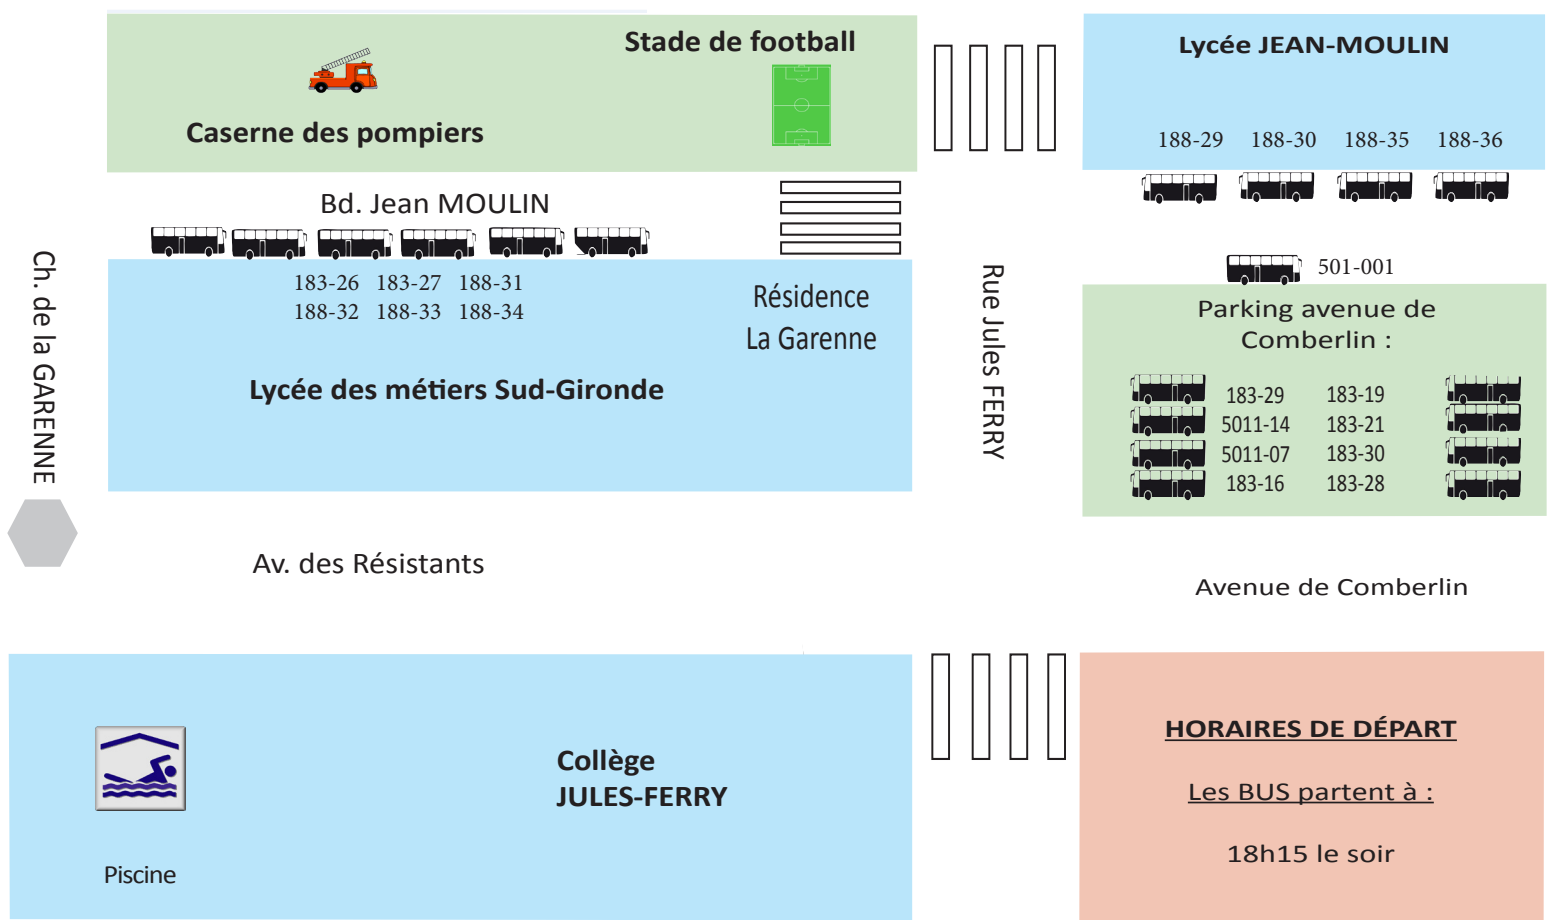 Stade de football
Caserne des pompiers
Lycée JEAN-MOULIN
188-29 188-30 188-35 188-36
Bd. Jean MOULIN
183-26 183-27 188-31
188-32 188-33 188-34
Résidence
La Garenne
Lycée des métiers Sud-Gironde
Ch. de la GARENNE
Rue Jules FERRY
501-001
Parking avenue de
Comberlin :
183-29 183-19
5011-14 183-21
5011-07 183-30
183-16 183-28
Av. des Résistants
Avenue de Comberlin
Collège
JULES-FERRY
Piscine
HORAIRES DE DÉPART
Les BUS partent à :
18h15 le soir